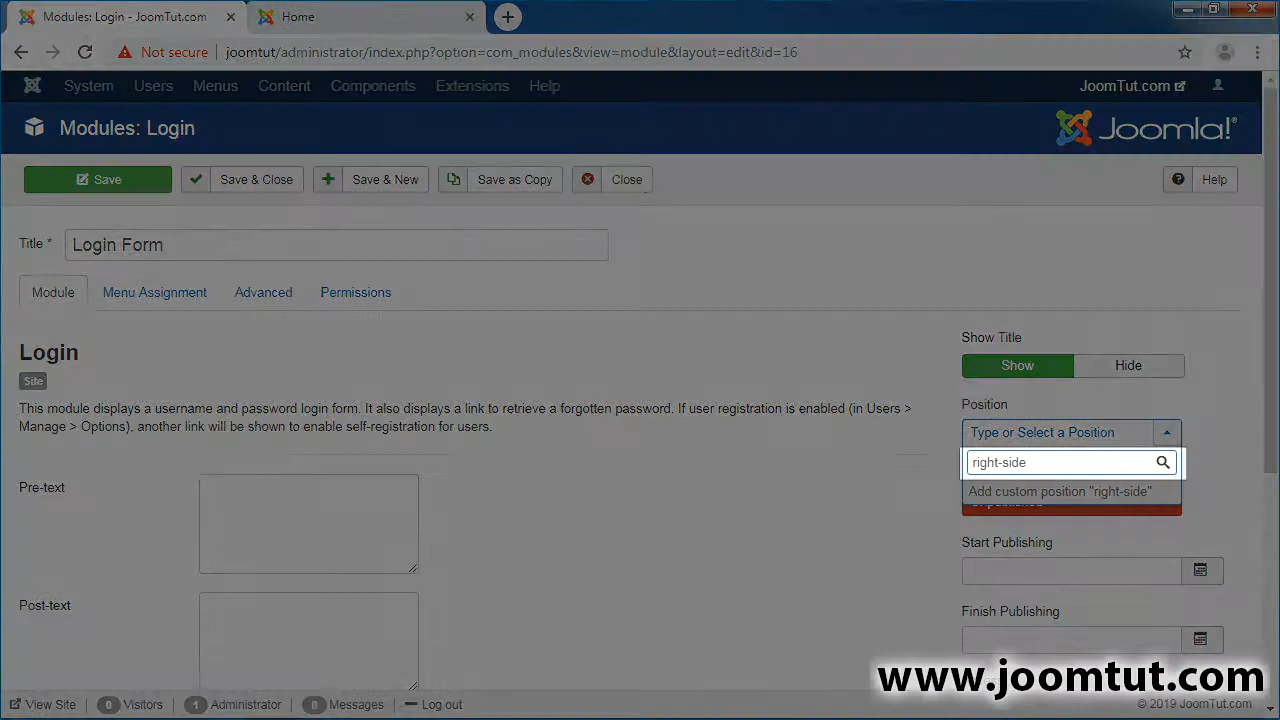 Modules: Login - JoomTut.com
Home
Not secure
joomtut/administrator/index.php?option=com_modules&view=module&layout=edit&id=16
System Users Menus Content Components Extensions Help
JoomTut.com
Modules: Login
Joomla!®
Save
Save & Close
Save & New
Save as Copy
Close
Help
Title *
Login Form
Module
Menu Assignment
Advanced
Permissions
Login
Site
This module displays a username and password login form. It also displays a link to retrieve a forgotten password. If user registration is enabled (in Users >
Manage > Options), another link will be shown to enable self-registration for users.
Pre-text
Post-text
Show Title
Show
Hide
Position
Type or Select a Position
right-side
Add custom position "right-side"
Start Publishing
Finish Publishing
www.joomtut.com
View Site
0 Visitors
1 Administrator
0 Messages
Log out
© 2019 JoomTut.com